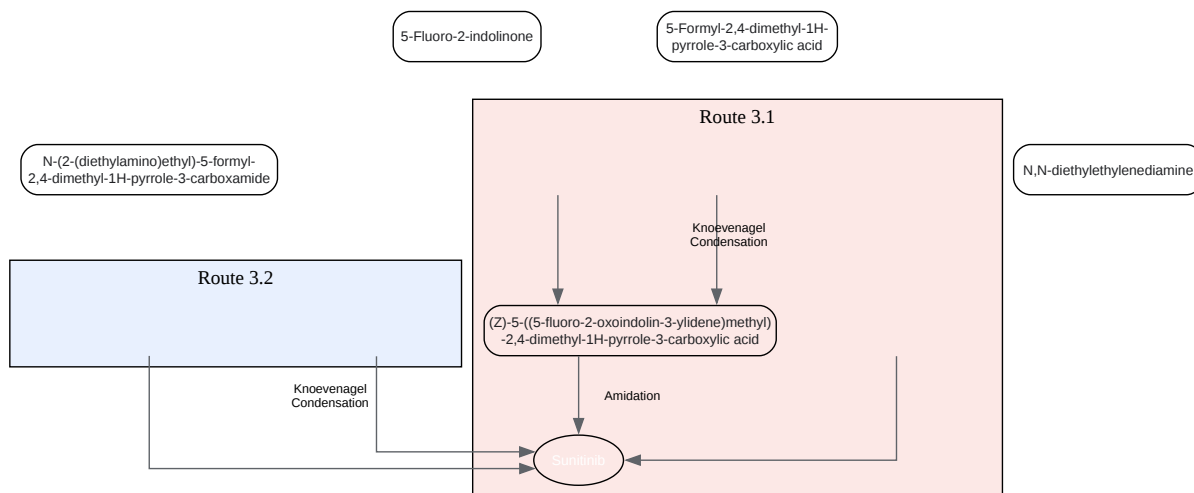 5-Fluoro-2-indolinone
5-Formyl-2,4-dimethyl-1H-
pyrrole-3-carboxylic acid
Route 3.1
N-(2-(diethylamino)ethyl)-5-formyl-
2,4-dimethyl-1H-pyrrole-3-carboxamide
N,N-diethylethylenediamine
Knoevenagel
Condensation
Route 3.2
(Z)-5-((5-fluoro-2-oxoindolin-3-ylidene)methyl)
-2,4-dimethyl-1H-pyrrole-3-carboxylic acid
Knoevenagel
Condensation
Amidation
Sunitinib